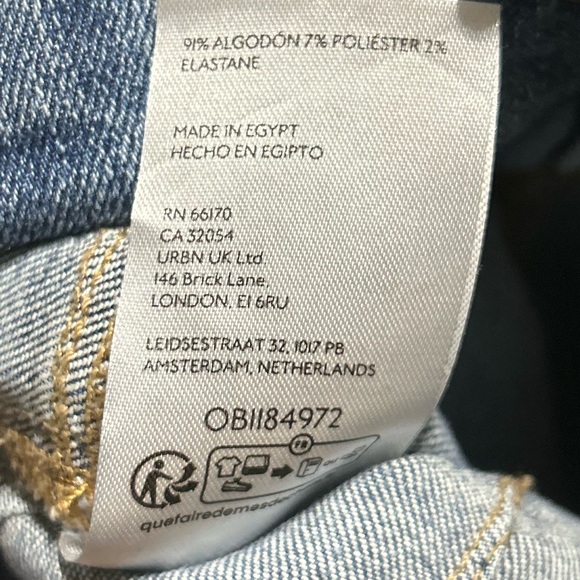 91% ALGODÓN 7% POLIÉSTER 2%
ELASTANE
MADE IN EGYPT
HECHO EN EGIPTO
RN 66170
CA 32054
URBN UK Ltd
146 Brick Lane,
LONDON, E1 6RU
LEIDSESTRAAT 32, 1017 PB
AMSTERDAM, NETHERLANDS
OB1184972
FR